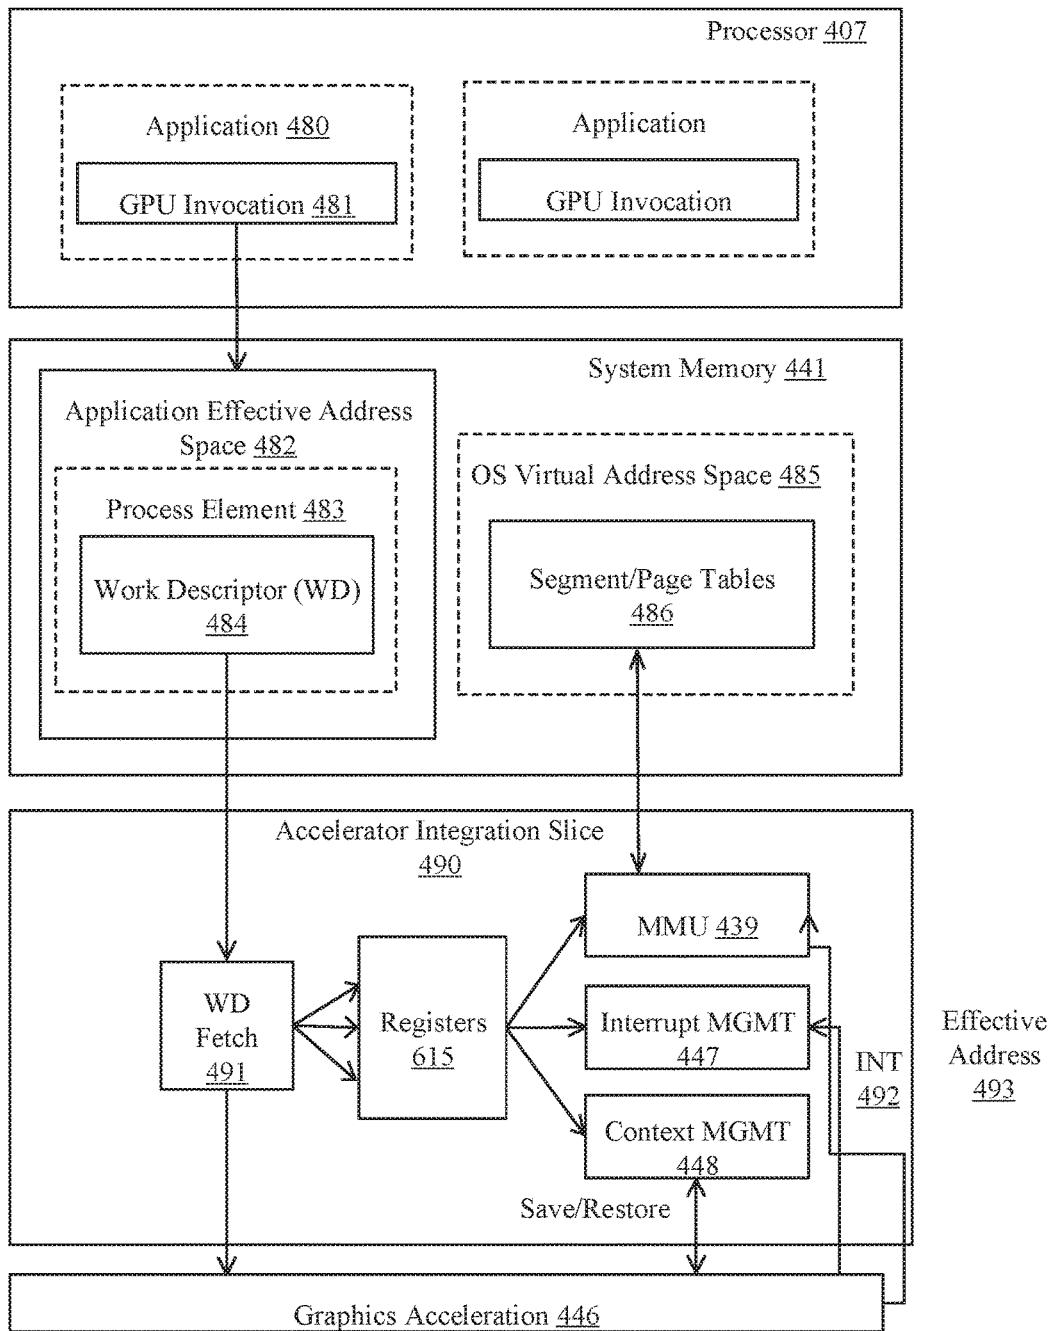 Processor 407
Application 480
GPU Invocation 481
Application
GPU Invocation
System Memory 441
Application Effective Address
Space 482
Process Element 483
Work Descriptor (WD)
484
OS Virtual Address Space 485
Segment/Page Tables
486
Accelerator Integration Slice
490
WD
Fetch
491
Registers
615
MMU 439
Interrupt MGMT
447
Context MGMT
448
Save/Restore
INT
492
Effective
Address
493
Graphics Acceleration 446